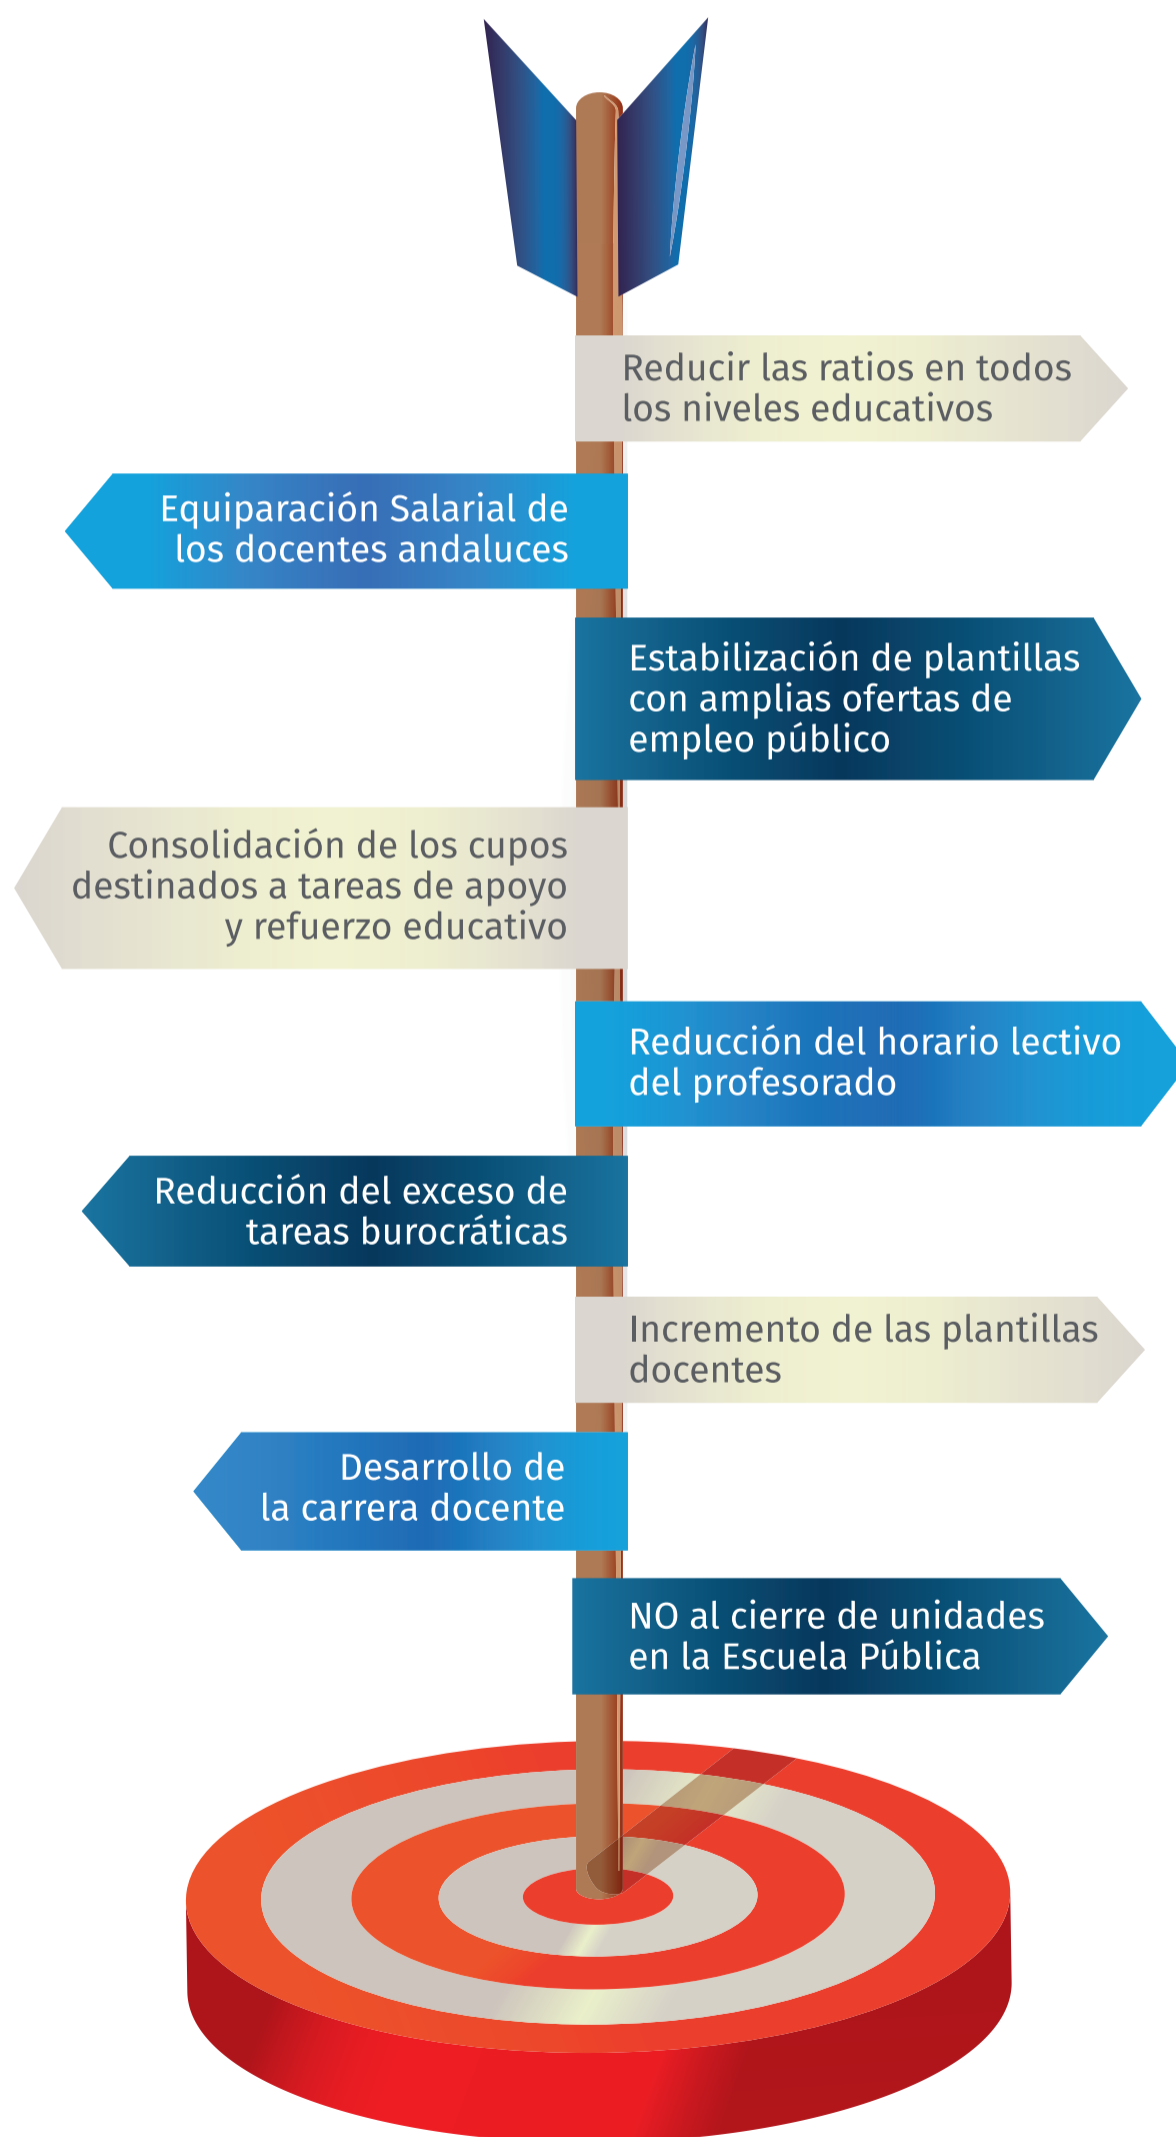 Reducir las ratios en todos
los niveles educativos
Equiparación Salarial de
los docentes andaluces
Estabilización de plantillas
con amplias ofertas de
empleo público
Consolidación de los cupos
destinados a tareas de apoyo
y refuerzo educativo
Reducción del horario lectivo
del profesorado
Reducción del exceso de
tareas burocráticas
Incremento de las plantillas
docentes
Desarrollo de
la carrera docente
NO al cierre de unidades
en la Escuela Pública